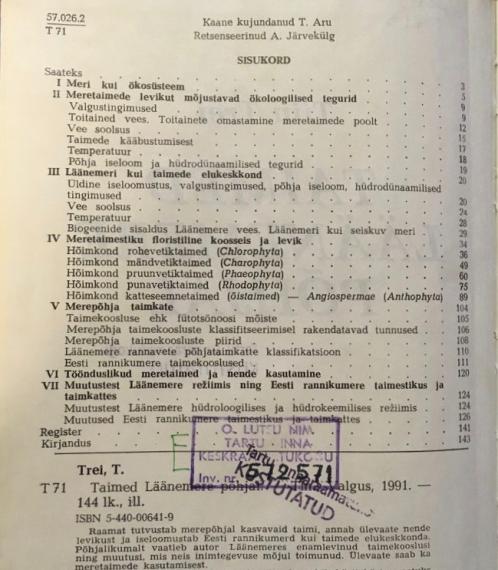 57.026.2
T 71
Kaane kujundanud T. Aru
Retsenseerinud A. Järvekülg
SISUKORD
Saateks . . . 3
I Meri kui ökosüsteem . . . 5
II Meretaimede levikut mõjustavad ökoloogilised tegurid . . . 9
Valgustingimused . . . 9
Toitained vees. Toitainete omastamine meretaimede poolt . . . 12
Vee soolsus . . . 15
Taimede kääbustumine . . . 17
Temperatuur . . . 18
Põhja iseloom ja hüdrodünaamilised tegurid . . . 19
III Läänemeri kui taimede elukeskkond . . . 20
Üldine iseloomustus, valgustingimused, põhja iseloom, hüdrodünaamilised
tingimused . . . 20
Vee soolsus . . . 24
Temperatuur . . . 28
Biogeenide sisaldus Läänemere vees. Läänemeri kui seiskuv meri . . . 29
IV Meretaimestiku floristiline koosseis ja levik . . . 34
Hõimkond rohevetiktaimed (Chlorophyta) . . . 36
Hõimkond mändvetiktaimed (Charophyta) . . . 49
Hõimkond pruunvetiktaimed (Phaeophyta) . . . 60
Hõimkond punavetiktaimed (Rhodophyta) . . . 75
Hõimkond katteseemnetaimed (õistaimed) — Angiospermae (Anthophyta) 89
V Merepõhja taimkate . . . 104
Taimekoosluse ehk fütotsönoosi mõiste . . . 105
Merepõhja taimekoosluste klassifitseerimisel rakendatavad tunnused . . . 106
Merepõhja taimekoosluste piirid . . . 108
Läänemere rannavete põhjataimkatte klassifikatsioon . . . 110
Eesti rannikumere taimekooslused . . . 111
VI Töönduslikud meretaimed ja nende kasutamine . . . 120
VII Muutustest Läänemere režiimis ning Eesti rannikumere taimestikus ja
taimkattes . . . 124
Muutustest Läänemere hüdroloogilises ja hüdrokeemilises režiimis . . . 124
Muutused Eesti rannikumere taimestikus ja taimkattes . . . 126
Register . . . 141
Kirjandus . . . 143
O. LUTSU NIM.
TARTU LINNA
KESKRAAMATUKOGU
Inv. nr. 512571
KUSTUTATUD
Trei, T.
T 71 Taimed Läänemere põhjal. — Tln.: Valgus, 1991. —
144 lk., ill.
ISBN 5-440-00641-9
Raamat tutvustab merepõhjal kasvavaid taimi, annab ülevaate nende
levikust ja iseloomustab Eesti rannikumerd kui taimede elukeskkonda.
Põhjalikumalt vaatleb autor Läänemeres enamlevinud taimekooslusi
ning muutusi, mis neis inimtegevuse mõjul toimunud. Ülevaate saab ka
meretaimede kasutamisest.